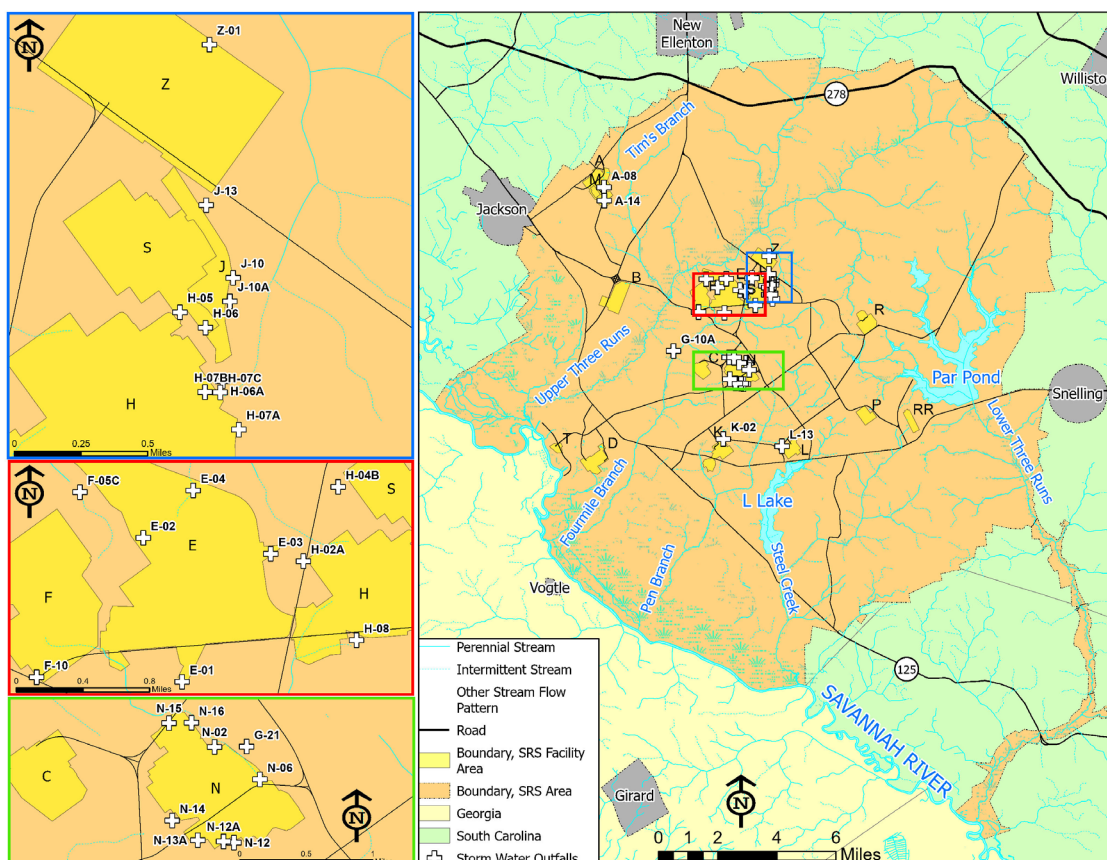 N
Z-01
Z
J-13
S
J
J-10
J-10A
H-05
H-06
H-07B
H-07C
H-06A
H
H-07A
0
0.25
0.5
Miles
N
F-05C
E-04
H-04B
S
E-02
E
E-03
H-02A
F
H
H-08
F-10
E-01
0
0.4
0.8
Miles
N-15
N-16
N-02
G-21
C
N-06
N
N-14
N-12A
N
N-13A
N-12
0
0.5
New
Ellenton
Williston
278
Tim's Branch
A
M
A-08
A-14
Jackson
Z
B
E
S
R
G-10A
Upper Three Runs
C
N
Par Pond
Snelling
P
RR
K
K-02
L-13
L
T
D
Lower Three Runs
L Lake
Fourmile Branch
Pen Branch
Steel Creek
Vogtle
125
SAVANNAH RIVER
Girard
N
0 2 4 6
Miles
Perennial Stream
Intermittent Stream
Other Stream Flow
Pattern
Road
Boundary, SRS Facility
Area
Boundary, SRS Area
Georgia
South Carolina
Storm Water Outfalls